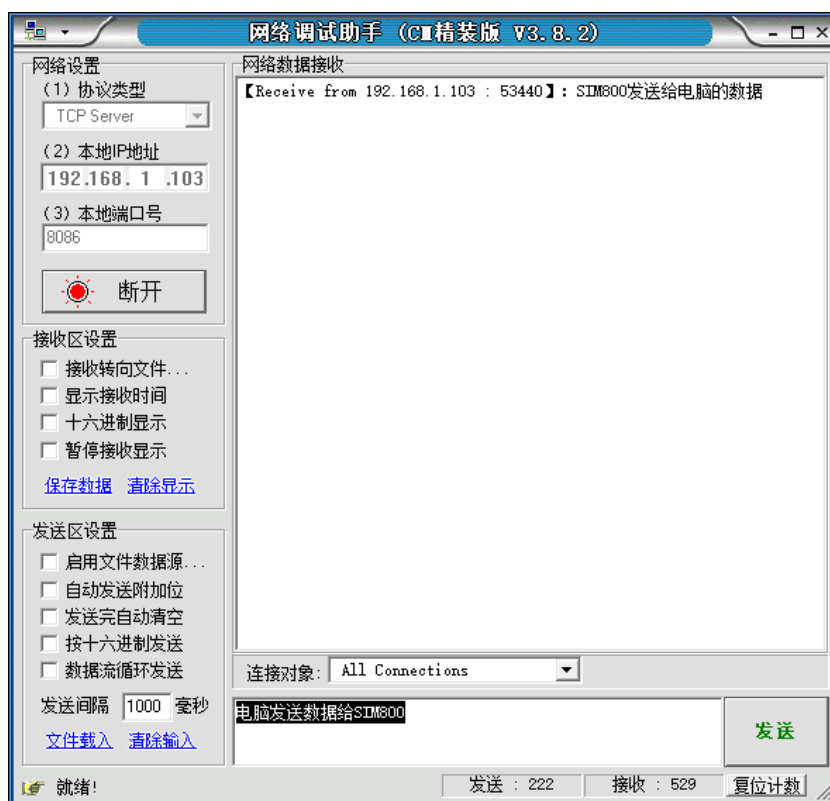 网络调试助手 (CⅢ精装版 V3.8.2)
网络设置
(1) 协议类型
TCP Server
(2) 本地IP地址
192.168. 1 .103
(3) 本地端口号
8086
断开
接收区设置
接收转向文件...
显示接收时间
十六进制显示
暂停接收显示
保存数据 清除显示
发送区设置
启用文件数据源...
自动发送附加位
发送完自动清空
按十六进制发送
数据流循环发送
发送间隔 1000 毫秒
文件载入 清除输入
网络数据接收
【Receive from 192.168.1.103 : 53440】: SIM800发送给电脑的数据
连接对象: All Connections
电脑发送数据给SIM800
发送
就绪!
发送 : 222
接收 : 529
复位计数